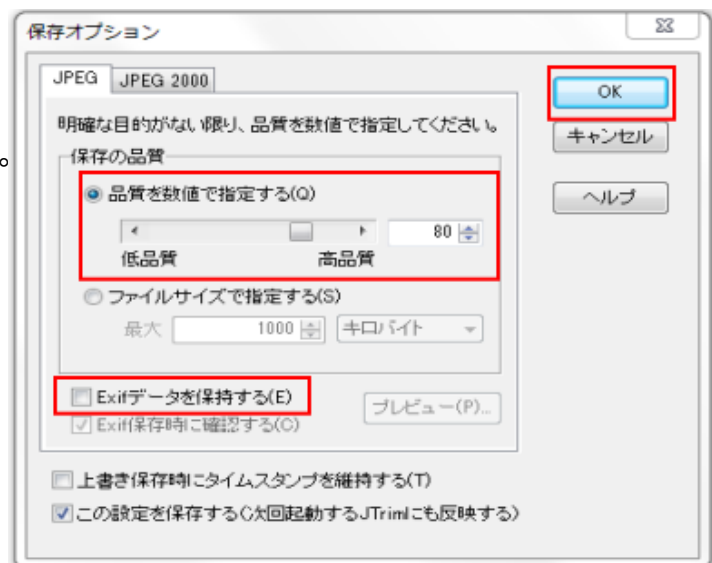 保存オプション
JPEG JPEG 2000
OK
明確な目的がない限り、品質を数値で指定してください。
キャンセル
。
保存の品質
品質を数値で指定する(Q)
ヘルプ
80
低品質 高品質
ファイルサイズで指定する(S)
最大 1000 キロバイト
Exifデータを保持する(E)
プレビュー(P)...
Exif保存時に確認する(C)
上書き保存時にタイムスタンプを維持する(T)
この設定を保存する(次回起動するJTrimにも反映する)